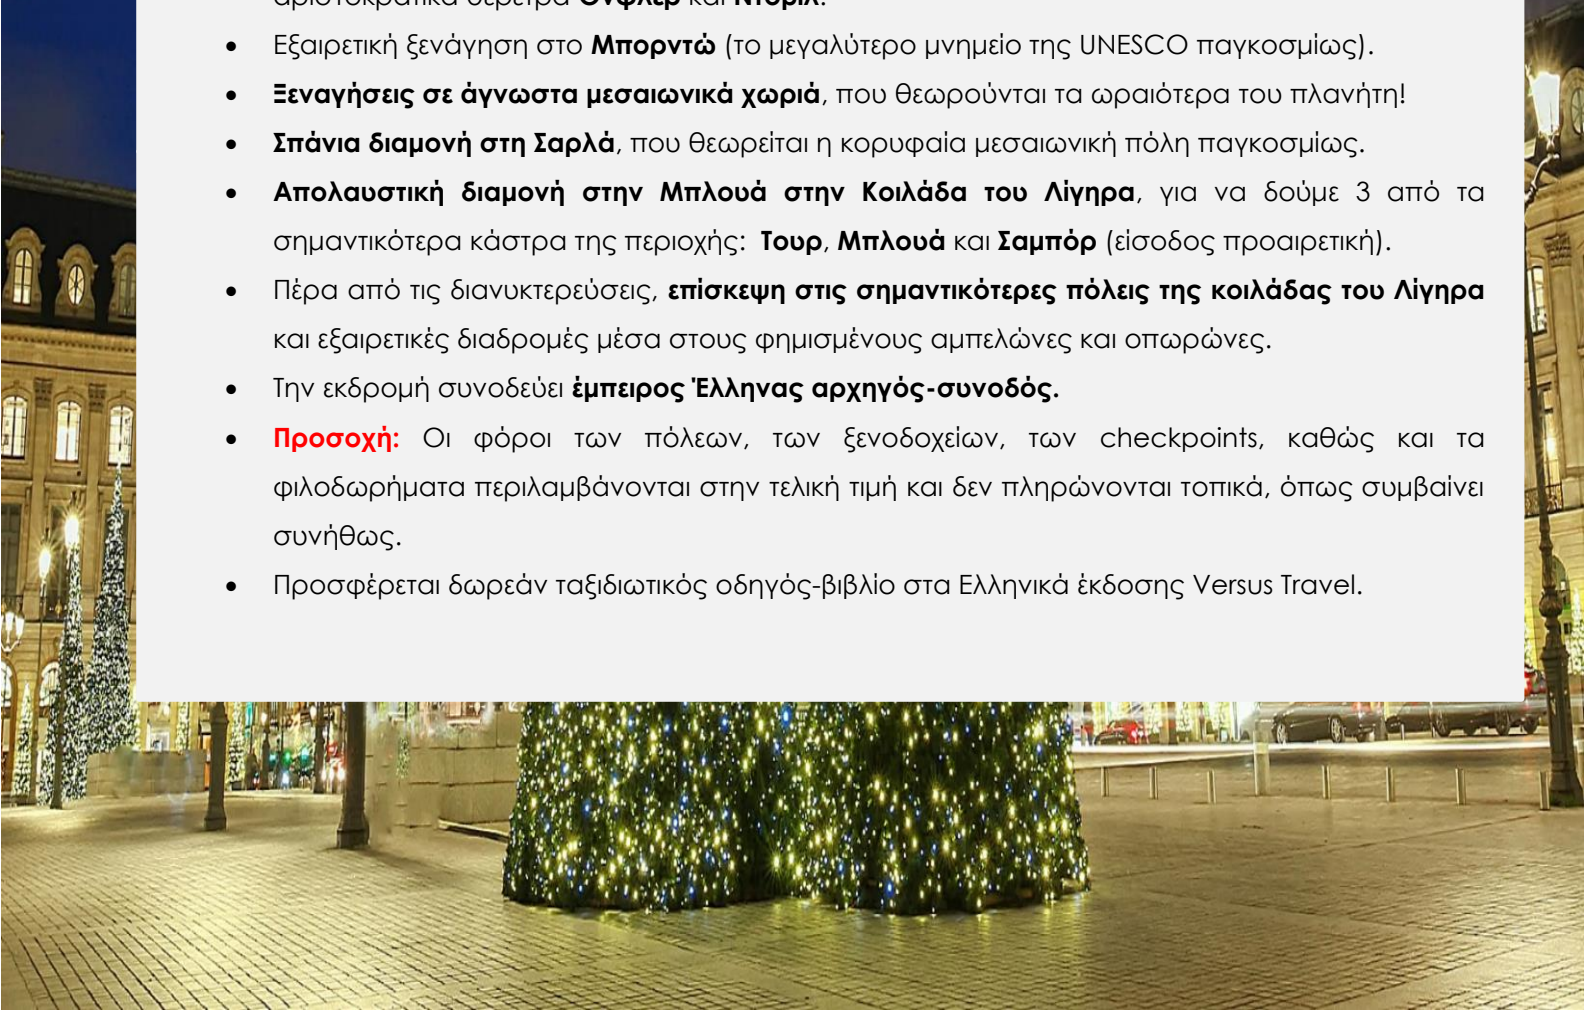 Ονφλέρ και Ντοβίλ!
• Εξαιρετική ξενάγηση στο Μπορντώ (το μεγαλύτερο μνημείο της UNESCO παγκοσμίως).
• Ξεναγήσεις σε άγνωστα μεσαιωνικά χωριά, που θεωρούνται τα ωραιότερα του πλανήτη!
• Σπάνια διαμονή στη Σαρλά, που θεωρείται η κορυφαία μεσαιωνική πόλη παγκοσμίως.
• Απολαυστική διαμονή στην Μπλουά στην Κοιλάδα του Λίγηρα, για να δούμε 3 από τα
σημαντικότερα κάστρα της περιοχής: Τουρ, Μπλουά και Σαμπόρ (είσοδος προαιρετική).
• Πέρα από τις διανυκτερεύσεις, επίσκεψη στις σημαντικότερες πόλεις της κοιλάδας του Λίγηρα
και εξαιρετικές διαδρομές μέσα στους φημισμένους αμπελώνες και οπωρώνες.
• Την εκδρομή συνοδεύει έμπειρος Έλληνας αρχηγός-συνοδός.
• Προσοχή: Οι φόροι των πόλεων, των ξενοδοχείων, των checkpoints, καθώς και τα
φιλοδωρήματα περιλαμβάνονται στην τελική τιμή και δεν πληρώνονται τοπικά, όπως συμβαίνει
συνήθως.
• Προσφέρεται δωρεάν ταξιδιωτικός οδηγός-βιβλίο στα Ελληνικά έκδοσης Versus Travel.